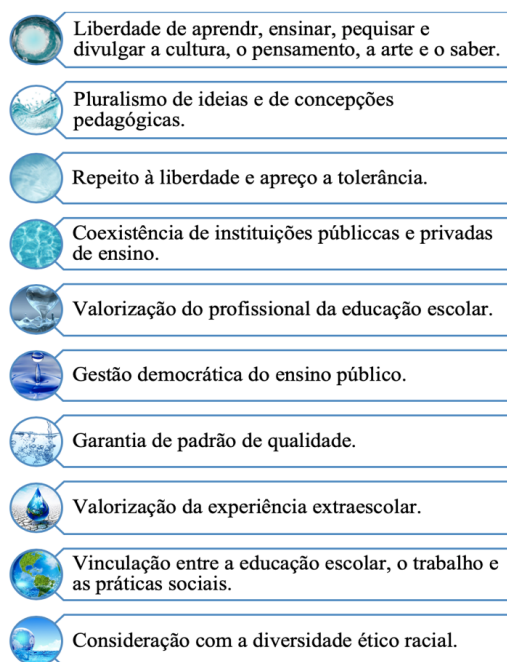 Liberdade de aprendr, ensinar, pequisar e
divulgar a cultura, o pensamento, a arte e o saber.
Pluralismo de ideias e de concepções
pedagógicas.
Repeito à liberdade e apreço a tolerância.
Coexistência de instituições públiccas e privadas
de ensino.
Valorização do profissional da educação escolar.
Gestão democrática do ensino público.
Garantia de padrão de qualidade.
Valorização da experiência extraescolar.
Vinculação entre a educação escolar, o trabalho e
as práticas sociais.
Consideração com a diversidade ético racial.